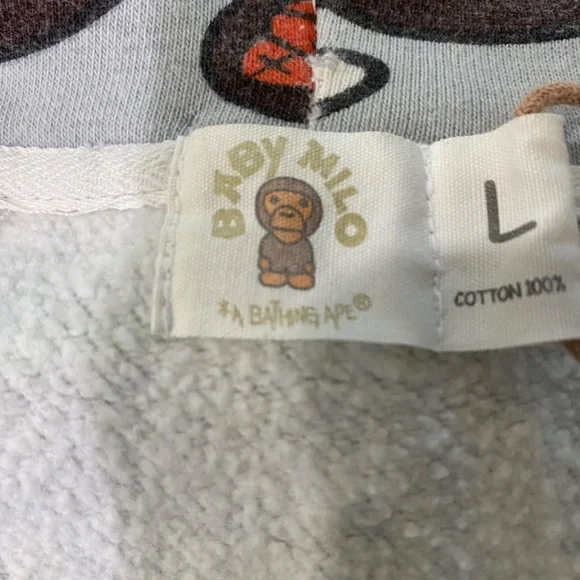 BABY MILO
*A BATHING APE®
L
COTTON 100%